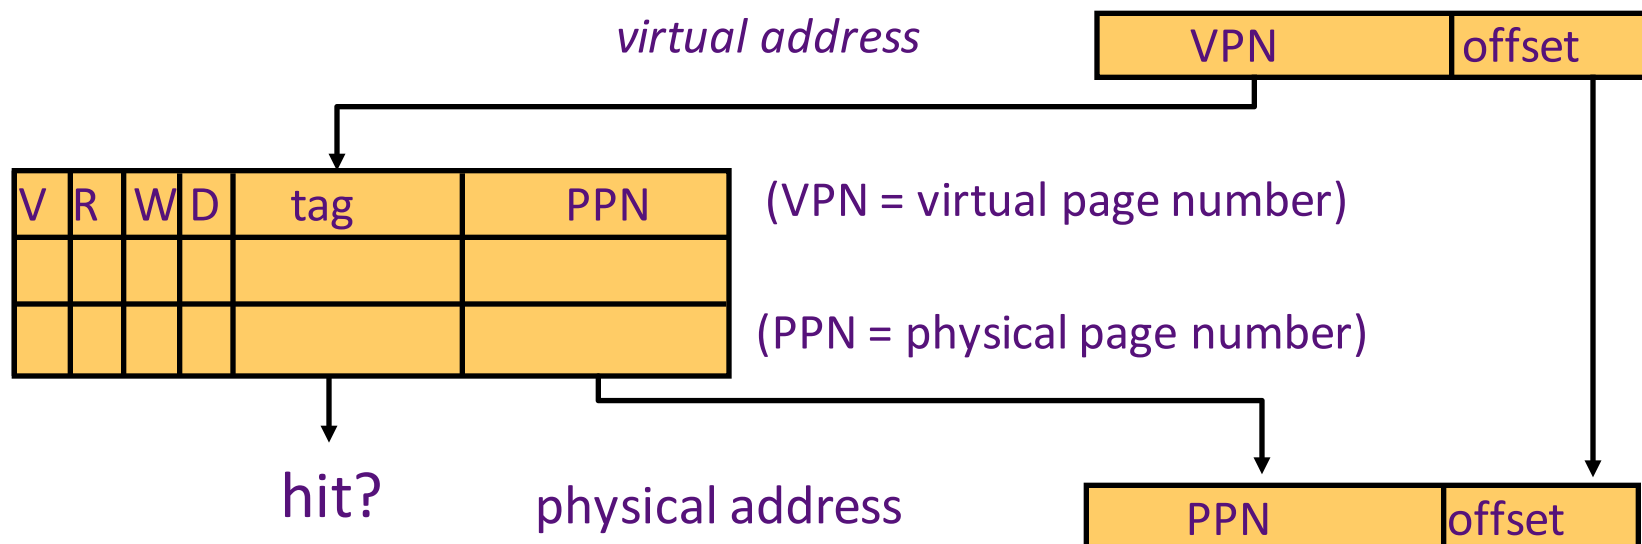 virtual address
VPN offset
V R W D tag PPN
(VPN = virtual page number)
(PPN = physical page number)
hit?
physical address
PPN offset